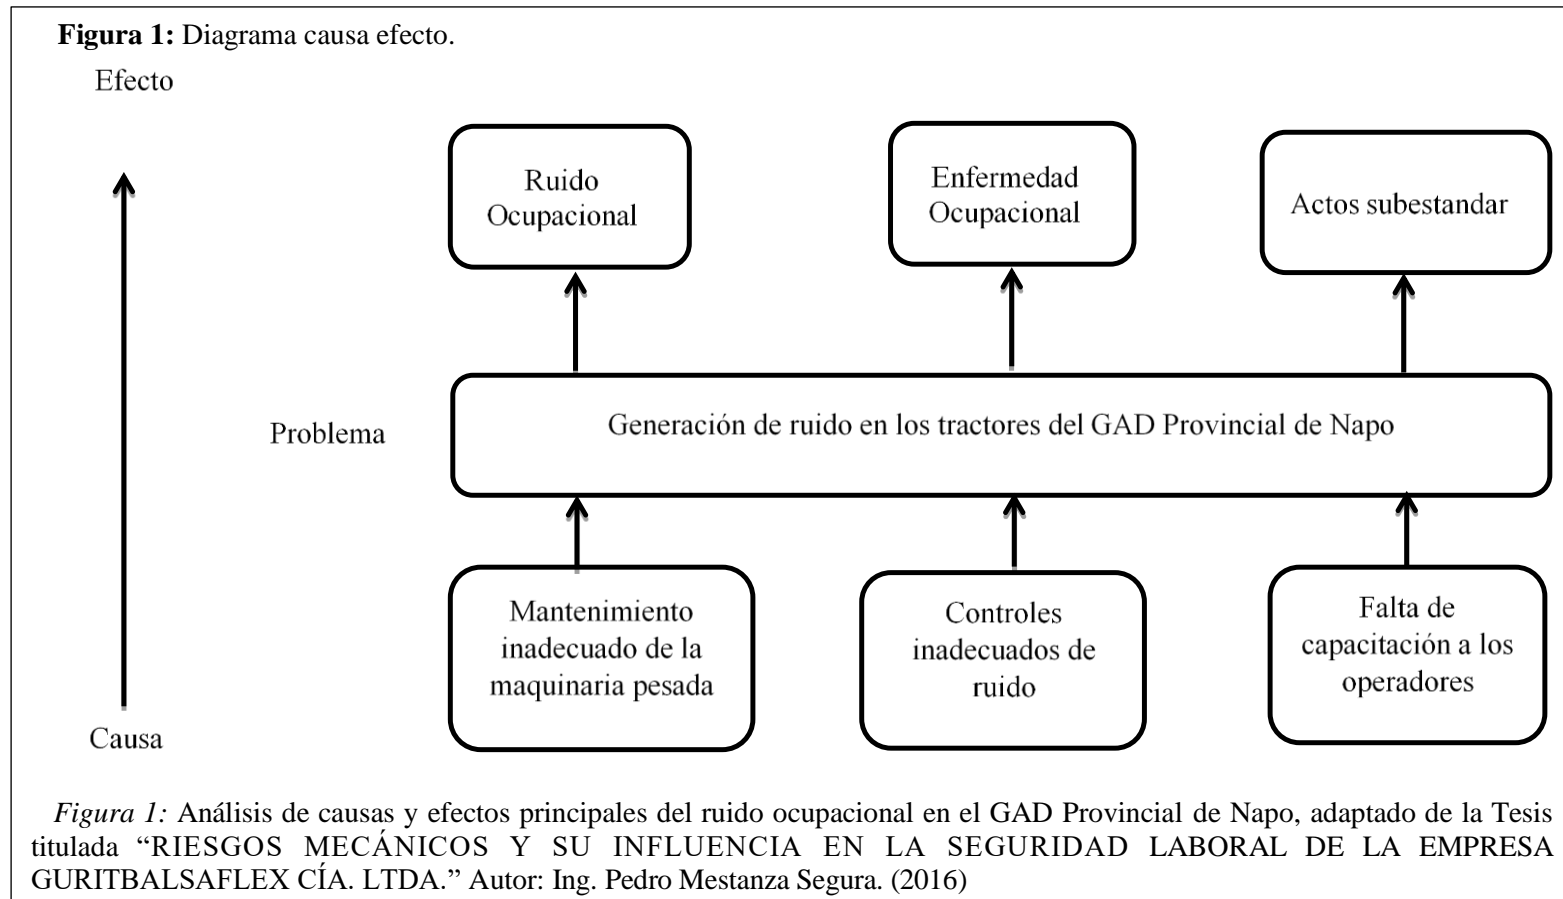 Figura 1: Diagrama causa efecto.
Efecto
Ruido
Ocupacional
Enfermedad
Ocupacional
Actos subestandar
Problema
Generación de ruido en los tractores del GAD Provincial de Napo
Mantenimiento
inadecuado de la
maquinaria pesada
Controles
inadecuados de
ruido
Falta de
capacitación a los
operadores
Causa
Figura 1: Análisis de causas y efectos principales del ruido ocupacional en el GAD Provincial de Napo, adaptado de la Tesis
titulada “RIESGOS MECÁNICOS Y SU INFLUENCIA EN LA SEGURIDAD LABORAL DE LA EMPRESA
GURITBALSAFLEX CÍA. LTDA.” Autor: Ing. Pedro Mestanza Segura. (2016)